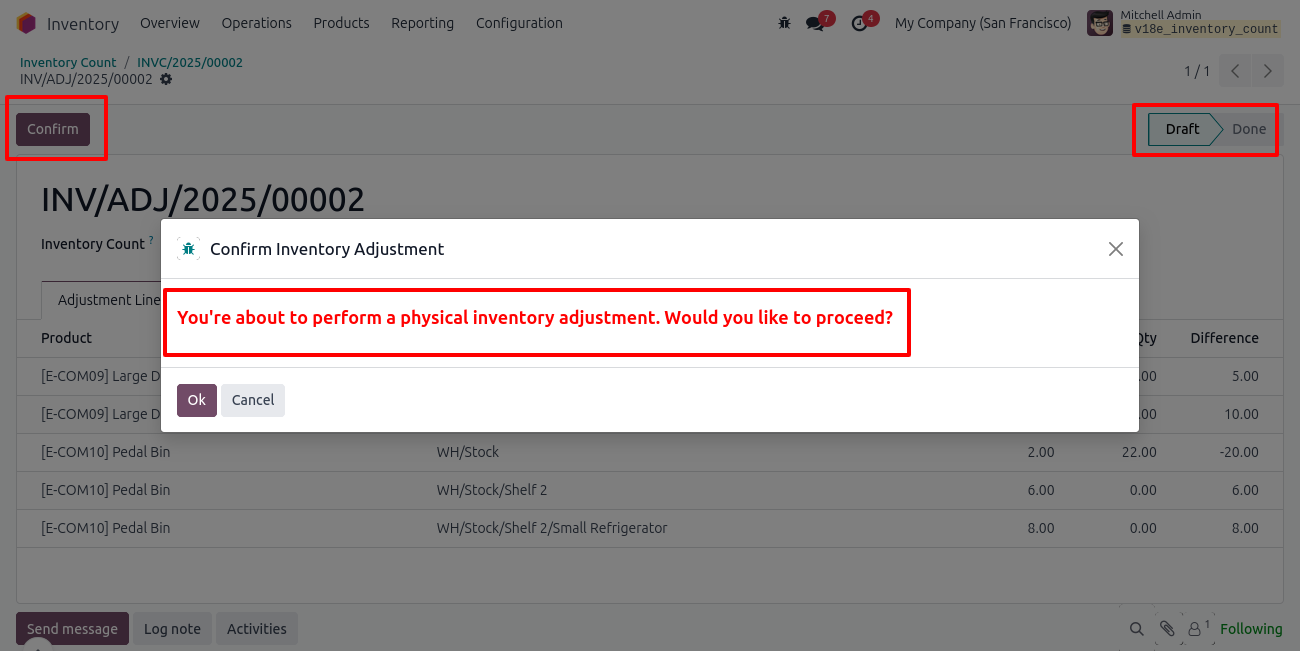 Inventory Overview Operations Products Reporting Configuration 7 4 My Company (San Francisco) Mitchell Admin
v18e_inventory_count
Inventory Count / INVC/2025/00002
INV/ADJ/2025/00002
1 / 1
Confirm Draft Done
INV/ADJ/2025/00002
Inventory Count ?
Confirm Inventory Adjustment
Adjustment Line
You're about to perform a physical inventory adjustment. Would you like to proceed?
Product Qty Difference
[E-COM09] Large D .00 5.00
Ok Cancel
[E-COM09] Large D .00 10.00
[E-COM10] Pedal Bin WH/Stock 2.00 22.00 -20.00
[E-COM10] Pedal Bin WH/Stock/Shelf 2 6.00 0.00 6.00
[E-COM10] Pedal Bin WH/Stock/Shelf 2/Small Refrigerator 8.00 0.00 8.00
Send message Log note Activities 1 Following